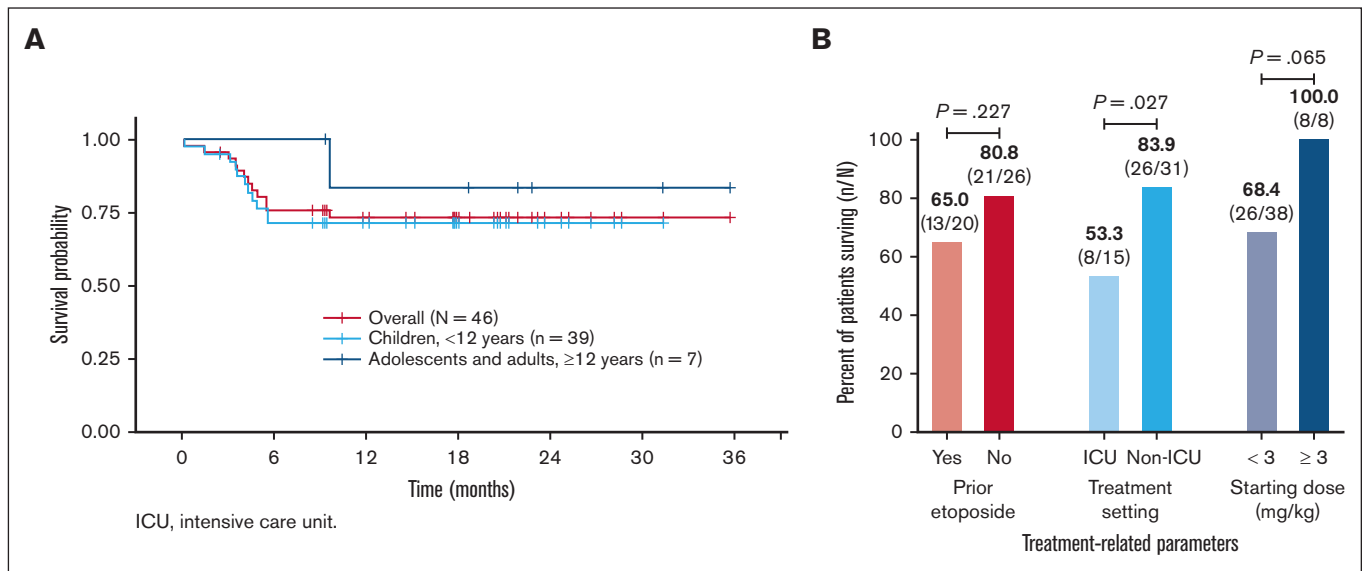 A
1.00
0.75
0.50
0.25
0.00
Survival probability
Overall (N = 46)
Children, <12 years (n = 39)
Adolescents and adults, ≥12 years (n = 7)
0 6 12 18 24 30 36
Time (months)
ICU, intensive care unit.
B
P = .227
P = .027
P = .065
100
80
60
40
20
0
Percent of patients surving (n/N)
65.0
(13/20)
80.8
(21/26)
53.3
(8/15)
83.9
(26/31)
68.4
(26/38)
100.0
(8/8)
Yes No
Prior
etoposide
ICU Non-ICU
Treatment
setting
< 3 ≥ 3
Starting dose
(mg/kg)
Treatment-related parameters